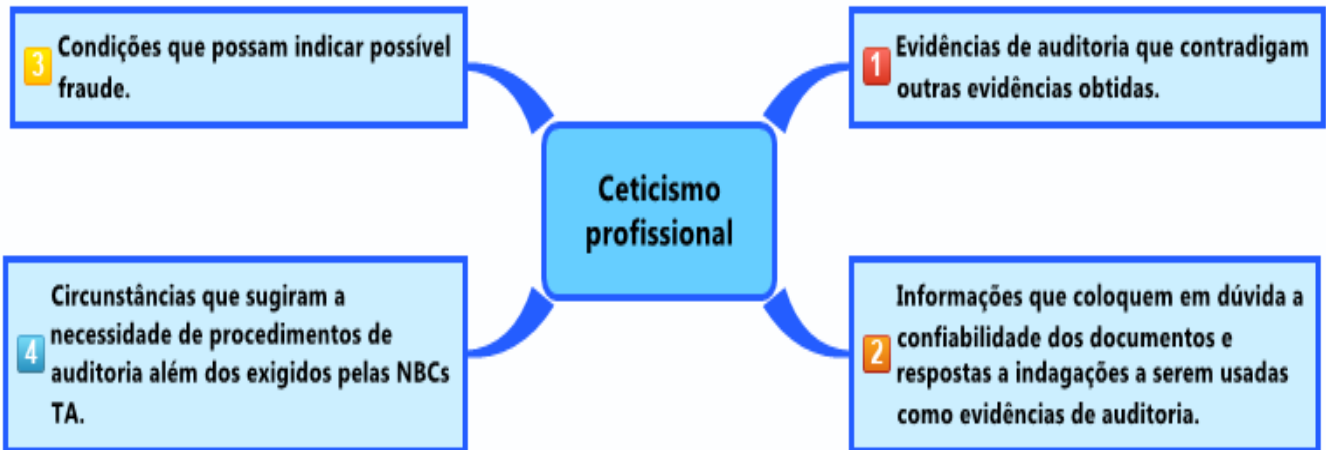 Ceticismo
profissional
1
Evidências de auditoria que contradigam
outras evidências obtidas.
2
Informações que coloquem em dúvida a
confiabilidade dos documentos e
respostas a indagações a serem usadas
como evidências de auditoria.
3
Condições que possam indicar possível
fraude.
4
Circunstâncias que sugiram a
necessidade de procedimentos de
auditoria além dos exigidos pelas NBCs
TA.